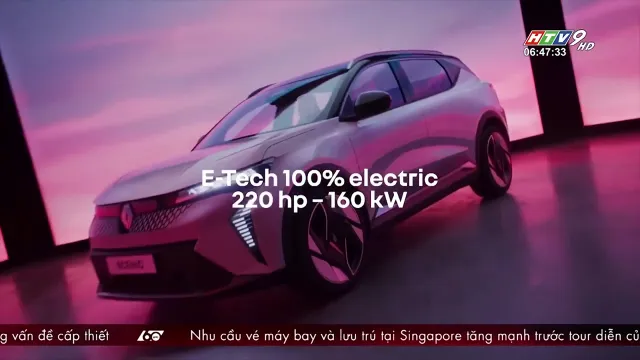 HTV9
HD
06:47:33
E-Tech 100% electric
220 hp – 160 kW
g vấn đề cấp thiết
Nhu cầu vé máy bay và lưu trú tại Singapore tăng mạnh trước tour diễn củ